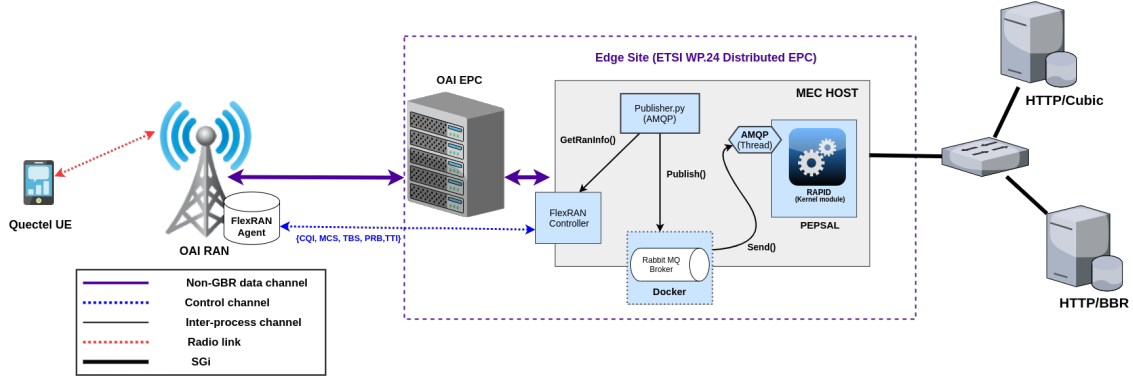 Edge Site (ETSI WP.24 Distributed EPC)
OAI EPC
MEC HOST
HTTP/Cubic
Publisher.py
(AMQP)
AMQP
(Thread)
GetRanInfo()
Publish()
RAPID
(Kernel module)
PEPSAL
Quectel UE
FlexRAN
Agent
OAI RAN
{CQI, MCS, TBS, PRB,TTI}
FlexRAN
Controller
Send()
Rabbit MQ
Broker
Docker
HTTP/BBR
Non-GBR data channel
Control channel
Inter-process channel
Radio link
SGi